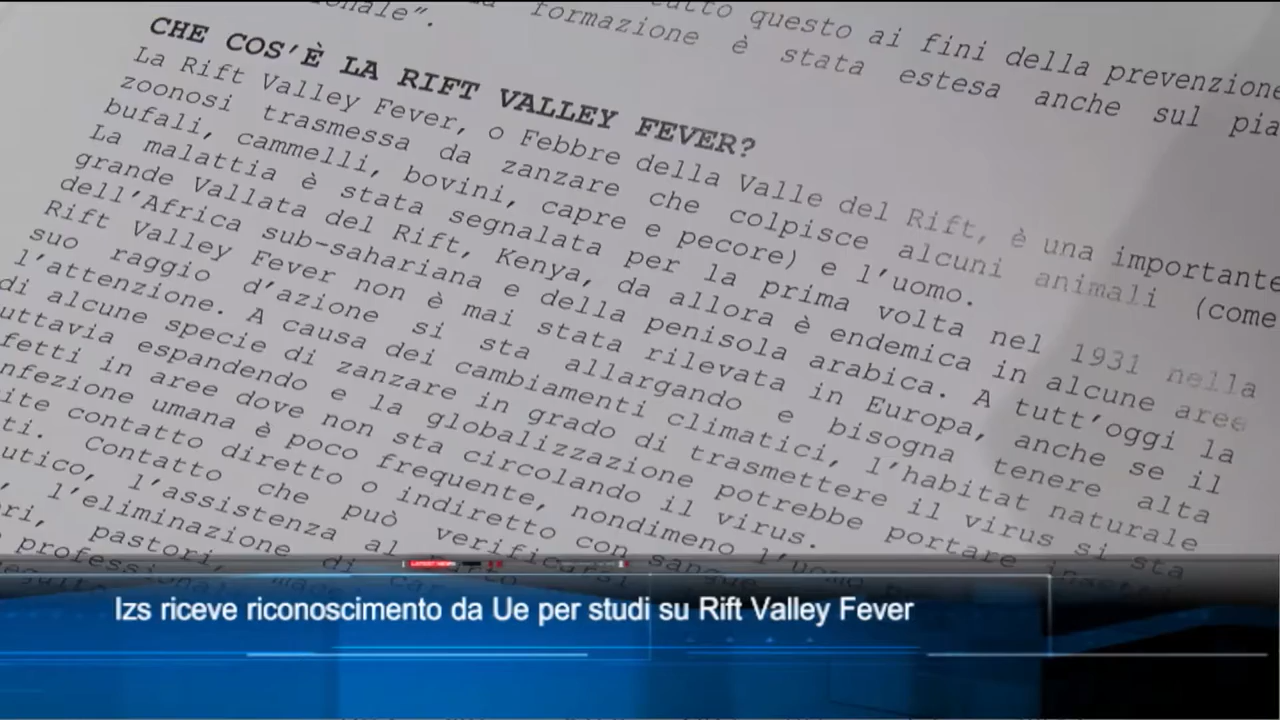 tutto questo ai fini della prevenzione
onale". formazione è stata estesa anche sul pia
CHE COS'È LA RIFT VALLEY FEVER?
La Rift Valley Fever, o Febbre della Valle del Rift, è una importante
zoonosi trasmessa da zanzare che colpisce alcuni animali (come
bufali, cammelli, bovini, capre e pecore) e l'uomo.
La malattia è stata segnalata per la prima volta nel 1931 nella
grande Vallata del Rift, Kenya, da allora è endemica in alcune aree
dell'Africa sub-sahariana e della penisola arabica. A tutt'oggi la
Rift Valley Fever non è mai stata rilevata in Europa, anche se il
suo raggio d'azione si sta allargando e bisogna tenere alta
l'attenzione. A causa dei cambiamenti climatici, l'habitat naturale
di alcune specie di zanzare in grado di trasmettere il virus si sta
uttavia espandendo e la globalizzazione potrebbe portare
fetti in aree dove non sta circolando il virus.
nfezione umana è poco frequente, nondimeno l'uomo
ite contatto diretto o indiretto con sangue
ti. Contatto che può verificarsi
utico, l'assistenza al parto
, l'eliminazione di
ori, pastori,
LATEST NEWS
Izs riceve riconoscimento da Ue per studi su Rift Valley Fever